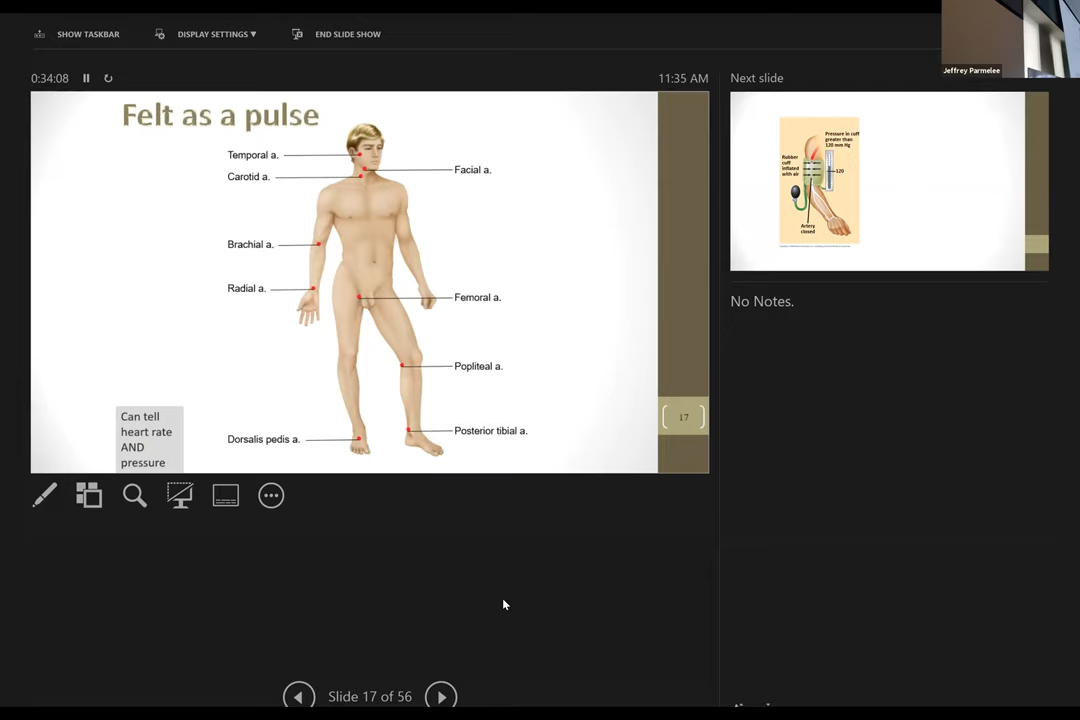 SHOW TASKBAR
DISPLAY SETTINGS ▼
END SLIDE SHOW
Jeffrey Parmelee
0:34:08
11:35 AM
Next slide
Felt as a pulse
Temporal a.
Carotid a.
Facial a.
Brachial a.
Radial a.
Femoral a.
Popliteal a.
Posterior tibial a.
Dorsalis pedis a.
Can tell
heart rate
AND
pressure
17
Pressure in cuff
greater than
120 mm Hg
Rubber
cuff
inflated
with air
120
Artery
closed
No Notes.
Slide 17 of 56